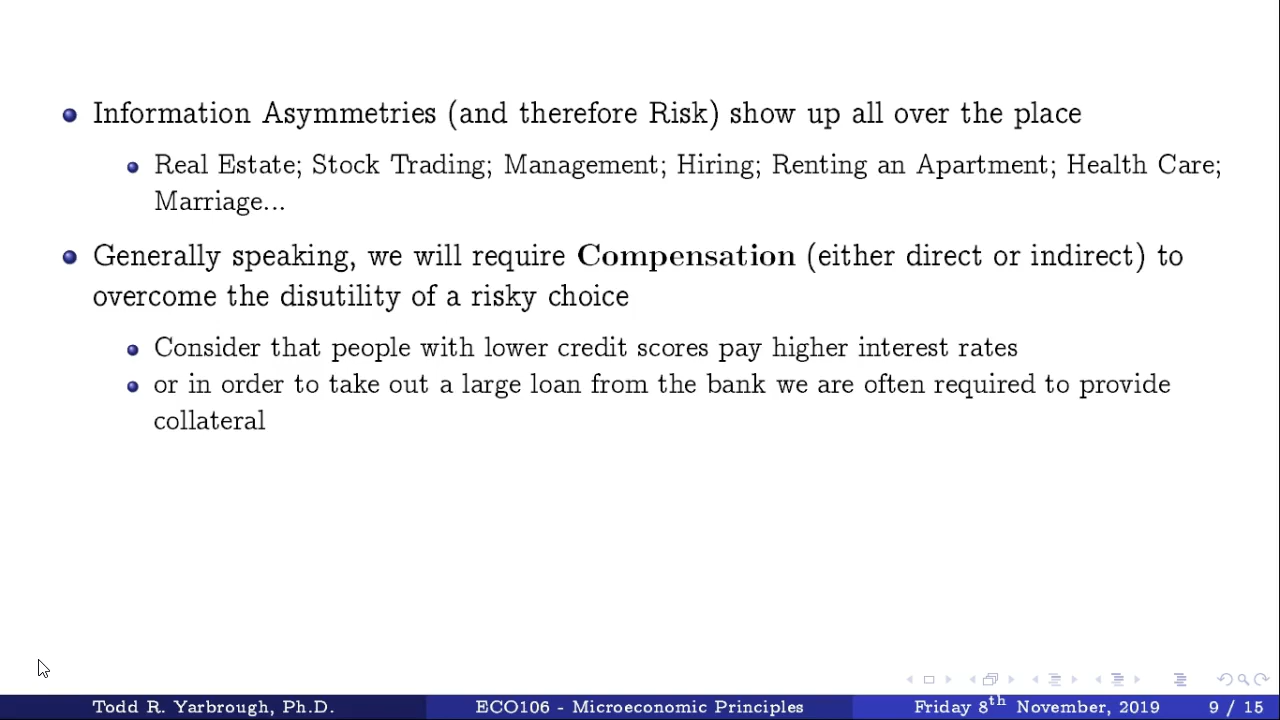 Information Asymmetries (and therefore Risk) show up all over the place
Real Estate; Stock Trading; Management; Hiring; Renting an Apartment; Health Care;
Marriage...
Generally speaking, we will require Compensation (either direct or indirect) to
overcome the disutility of a risky choice
Consider that people with lower credit scores pay higher interest rates
or in order to take out a large loan from the bank we are often required to provide
collateral
Todd R. Yarbrough, Ph.D. ECO106 - Microeconomic Principles Friday 8th November, 2019 9 / 15